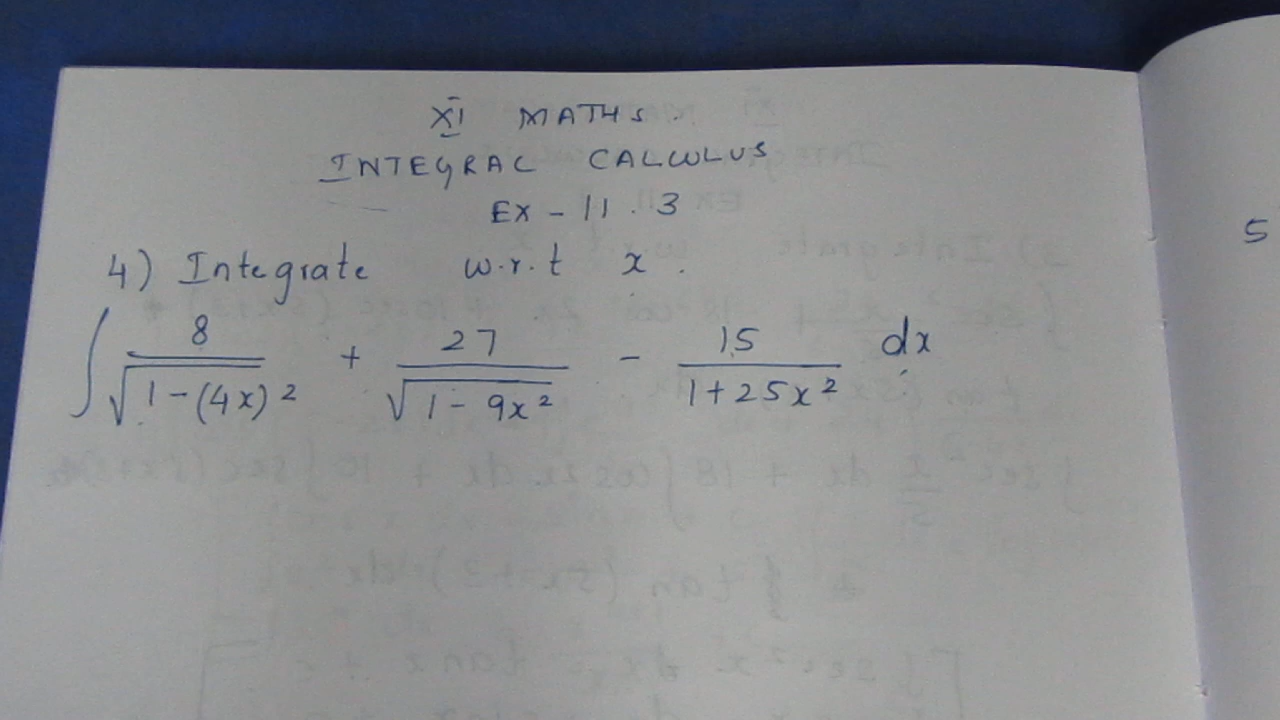 XI MATHS.
INTEGRAL CALCULUS
EX - 11.3
4) Integrate w.r.t x.
∫ 8/√(1-(4x)²) + 27/√(1-9x²) - 15/(1+25x²) dx
5